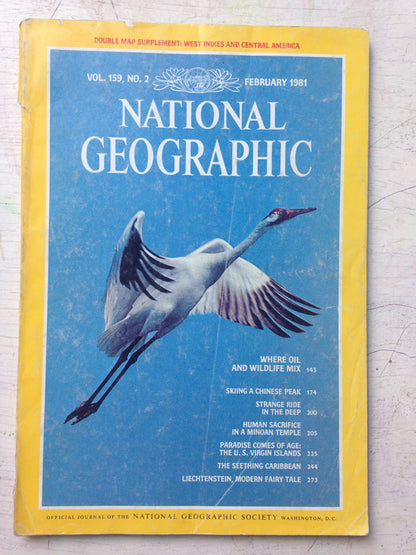 DOUBLE MAP SUPPLEMENT: WEST INDIES AND CENTRAL AMERICA
VOL. 159, NO. 2 FEBRUARY 1981
NATIONAL
GEOGRAPHIC
WHERE OIL
AND WILDLIFE MIX 145
SKIING A CHINESE PEAK 174
STRANGE RIDE
IN THE DEEP 200
HUMAN SACRIFICE
IN A MINOAN TEMPLE 205
PARADISE COMES OF AGE:
THE U.S. VIRGIN ISLANDS 225
THE SEETHING CARIBBEAN 244
LIECHTENSTEIN, MODERN FAIRY TALE 273
OFFICIAL JOURNAL OF THE NATIONAL GEOGRAPHIC SOCIETY WASHINGTON, D.C.